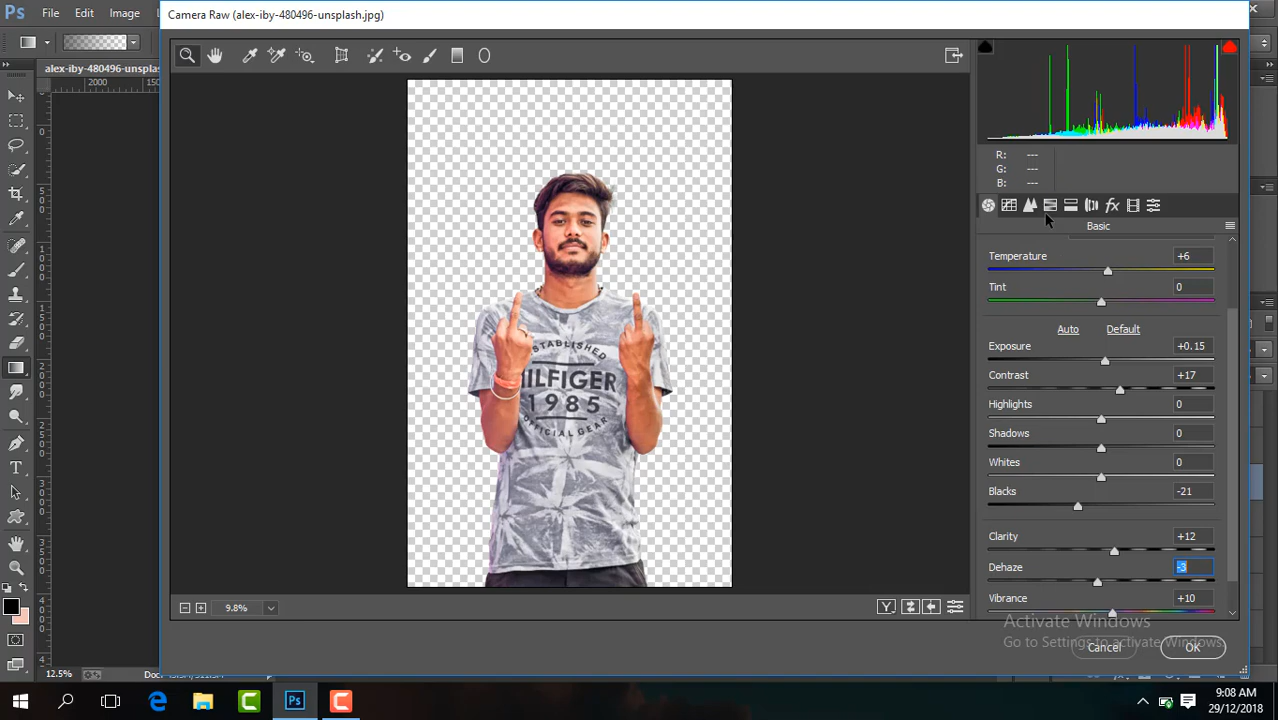 Ps File Edit Image
Camera Raw (alex-iby-480496-unsplash.jpg)
alex-iby-480496-unsplas
2000
R: ---
G: ---
B: ---
Basic
Temperature +6
Tint 0
Auto Default
Exposure +0.15
Contrast +17
Highlights 0
Shadows 0
Whites 0
Blacks -21
Clarity +12
Dehaze -3
Vibrance +10
ESTABLISHED
HILFIGER
1985
OFFICIAL GEAR
9.8%
Activate Windows
Go to Settings to activate Windows.
Cancel OK
12.5%
9:08 AM
29/12/2018